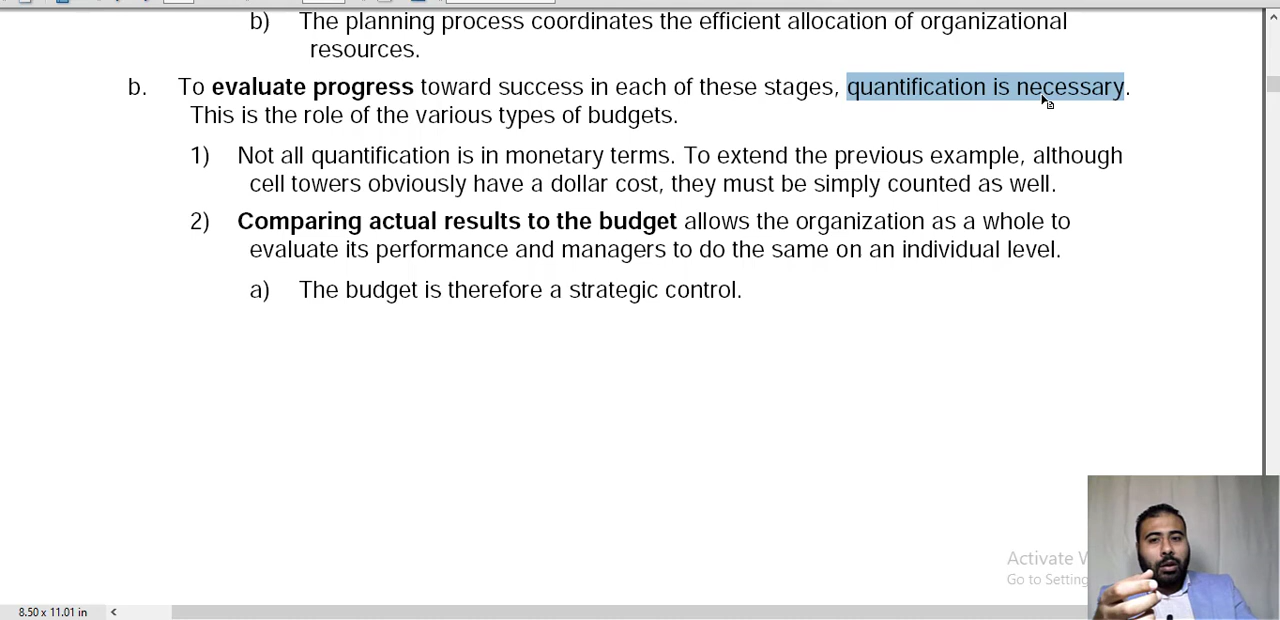 b) The planning process coordinates the efficient allocation of organizational
resources.
b. To evaluate progress toward success in each of these stages, quantification is necessary.
This is the role of the various types of budgets.
1) Not all quantification is in monetary terms. To extend the previous example, although
cell towers obviously have a dollar cost, they must be simply counted as well.
2) Comparing actual results to the budget allows the organization as a whole to
evaluate its performance and managers to do the same on an individual level.
a) The budget is therefore a strategic control.
Activate
Go to Setting
8.50 x 11.01 in